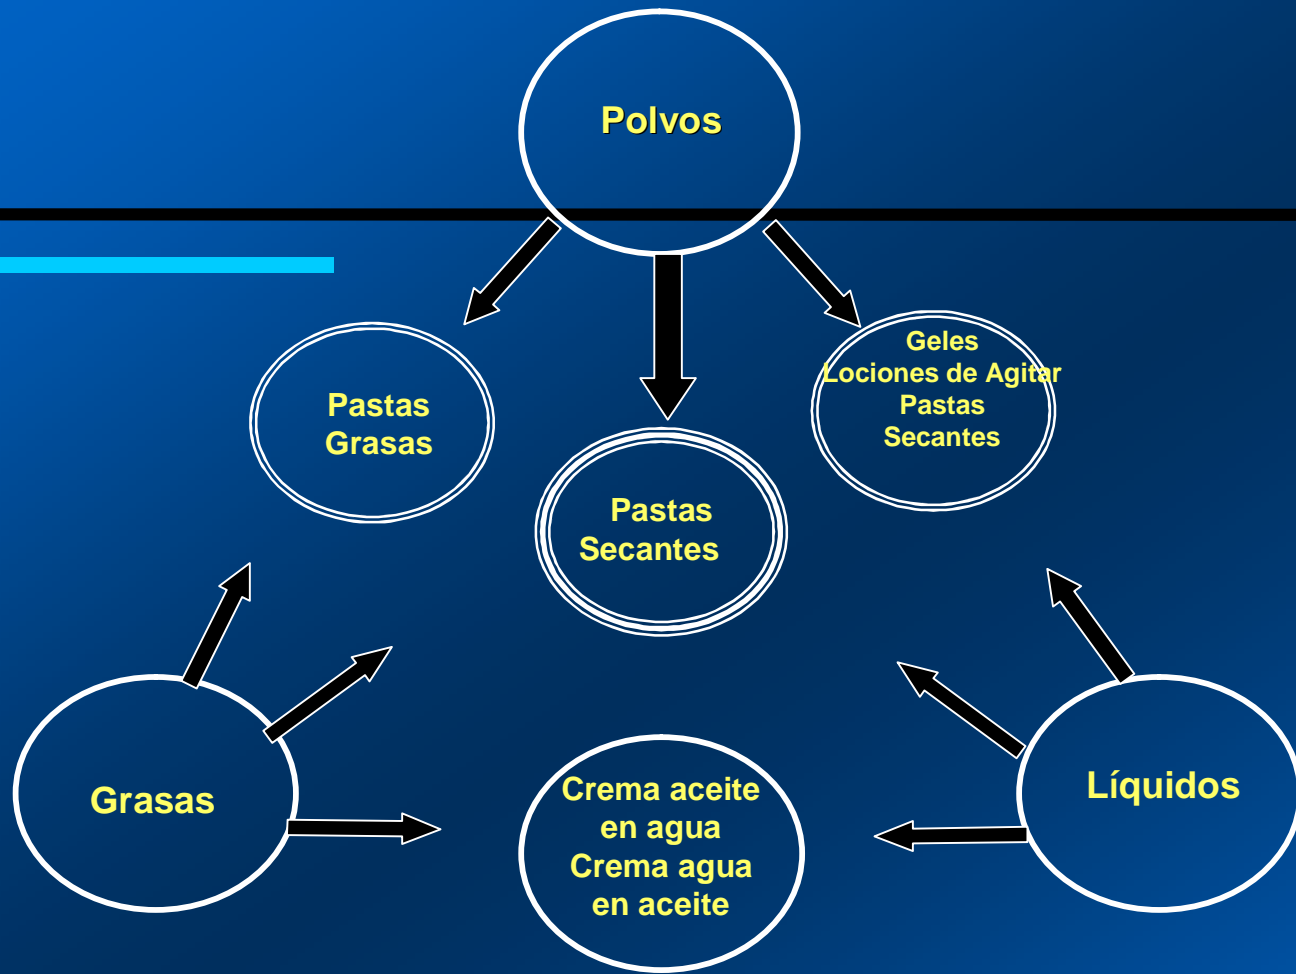 Polvos
Geles
Lociones de Agitar
Pastas
Secantes
Pastas
Grasas
Pastas
Secantes
Grasas
Líquidos
Crema aceite
en agua
Crema agua
en aceite